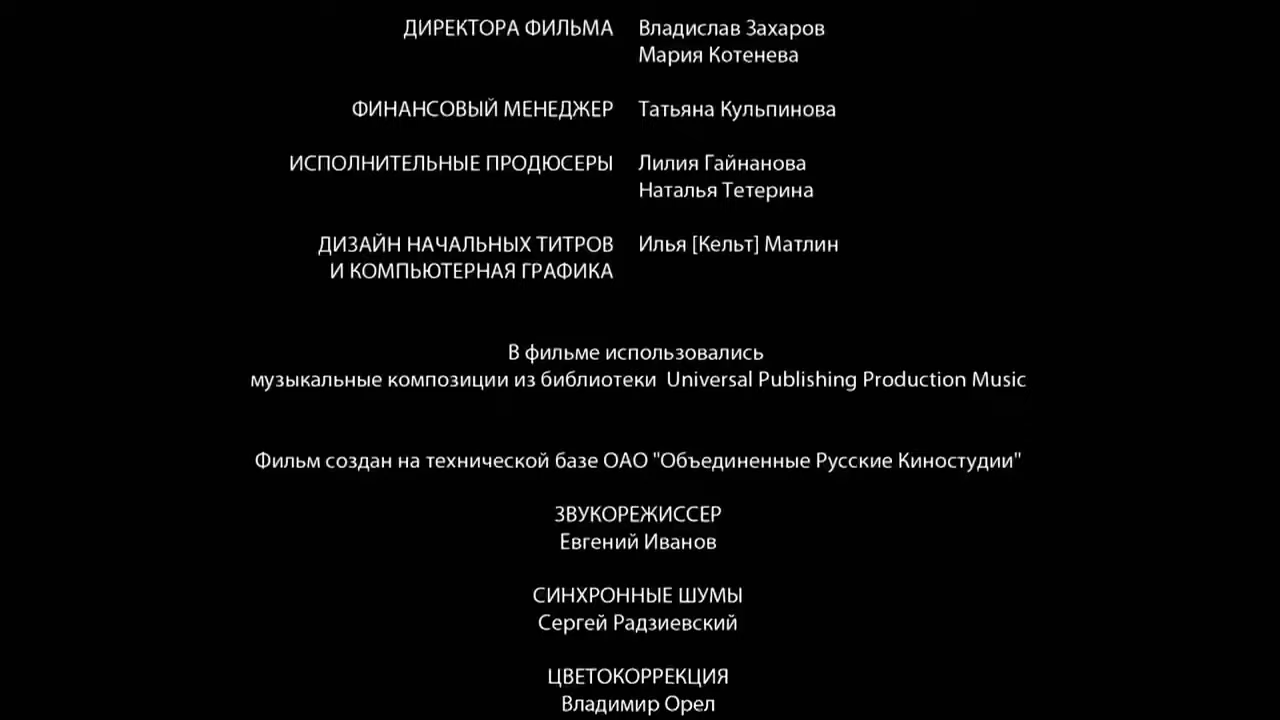 ДИРЕКТОРА ФИЛЬМА Владислав Захаров
Мария Котенева
ФИНАНСОВЫЙ МЕНЕДЖЕР Татьяна Кульпинова
ИСПОЛНИТЕЛЬНЫЕ ПРОДЮСЕРЫ Лилия Гайнанова
Наталья Тетерина
ДИЗАЙН НАЧАЛЬНЫХ ТИТРОВ Илья [Кельт] Матлин
И КОМПЬЮТЕРНАЯ ГРАФИКА
В фильме использовались
музыкальные композиции из библиотеки Universal Publishing Production Music
Фильм создан на технической базе ОАО "Объединенные Русские Киностудии"
ЗВУКОРЕЖИССЕР
Евгений Иванов
СИНХРОННЫЕ ШУМЫ
Сергей Радзиевский
ЦВЕТОКОРРЕКЦИЯ
Владимир Орел